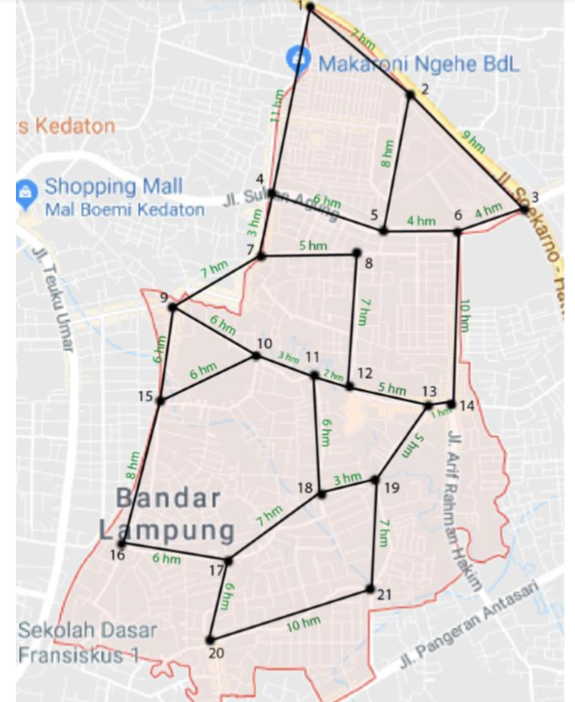 1
7 hm
Makaroni Ngehe BdL
2
11 hm
s Kedaton
8 hm
9 hm
Shopping Mall
Mal Boemi Kedaton
4
Jl. Sultan Agung
6 hm
5
4 hm
6
4 hm
3
Jl. Soekarno - Hat
3 hm
7
5 hm
8
Jl. Teuku Umar
7 hm
9
7 hm
10 hm
6 hm
6 hm
10
3 hm
11
2 hm
12
5 hm
13
1 hm
14
6 hm
15
6 hm
5 hm
Jl. Arif Rahman Hakim
8 hm
3 hm
18
19
Bandar
Lampung
7 hm
7 hm
16
6 hm
17
6 hm
21
10 hm
20
Sekolah Dasar
Fransiskus 1
Jl. Pangeran Antasari